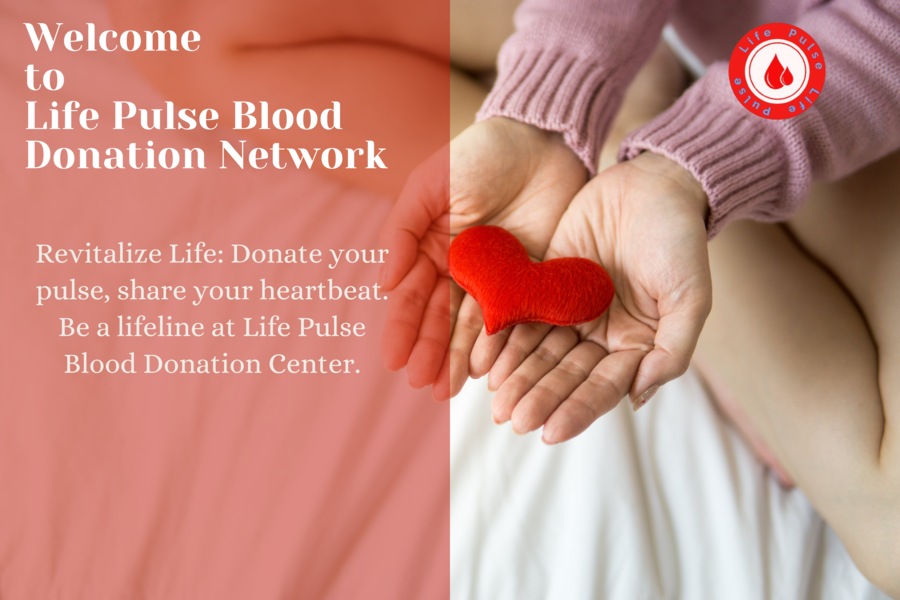 Welcome
to
Life Pulse Blood
Donation Network
Revitalize Life: Donate your
pulse, share your heartbeat.
Be a lifeline at Life Pulse
Blood Donation Center.
Life Pulse Life Pulse